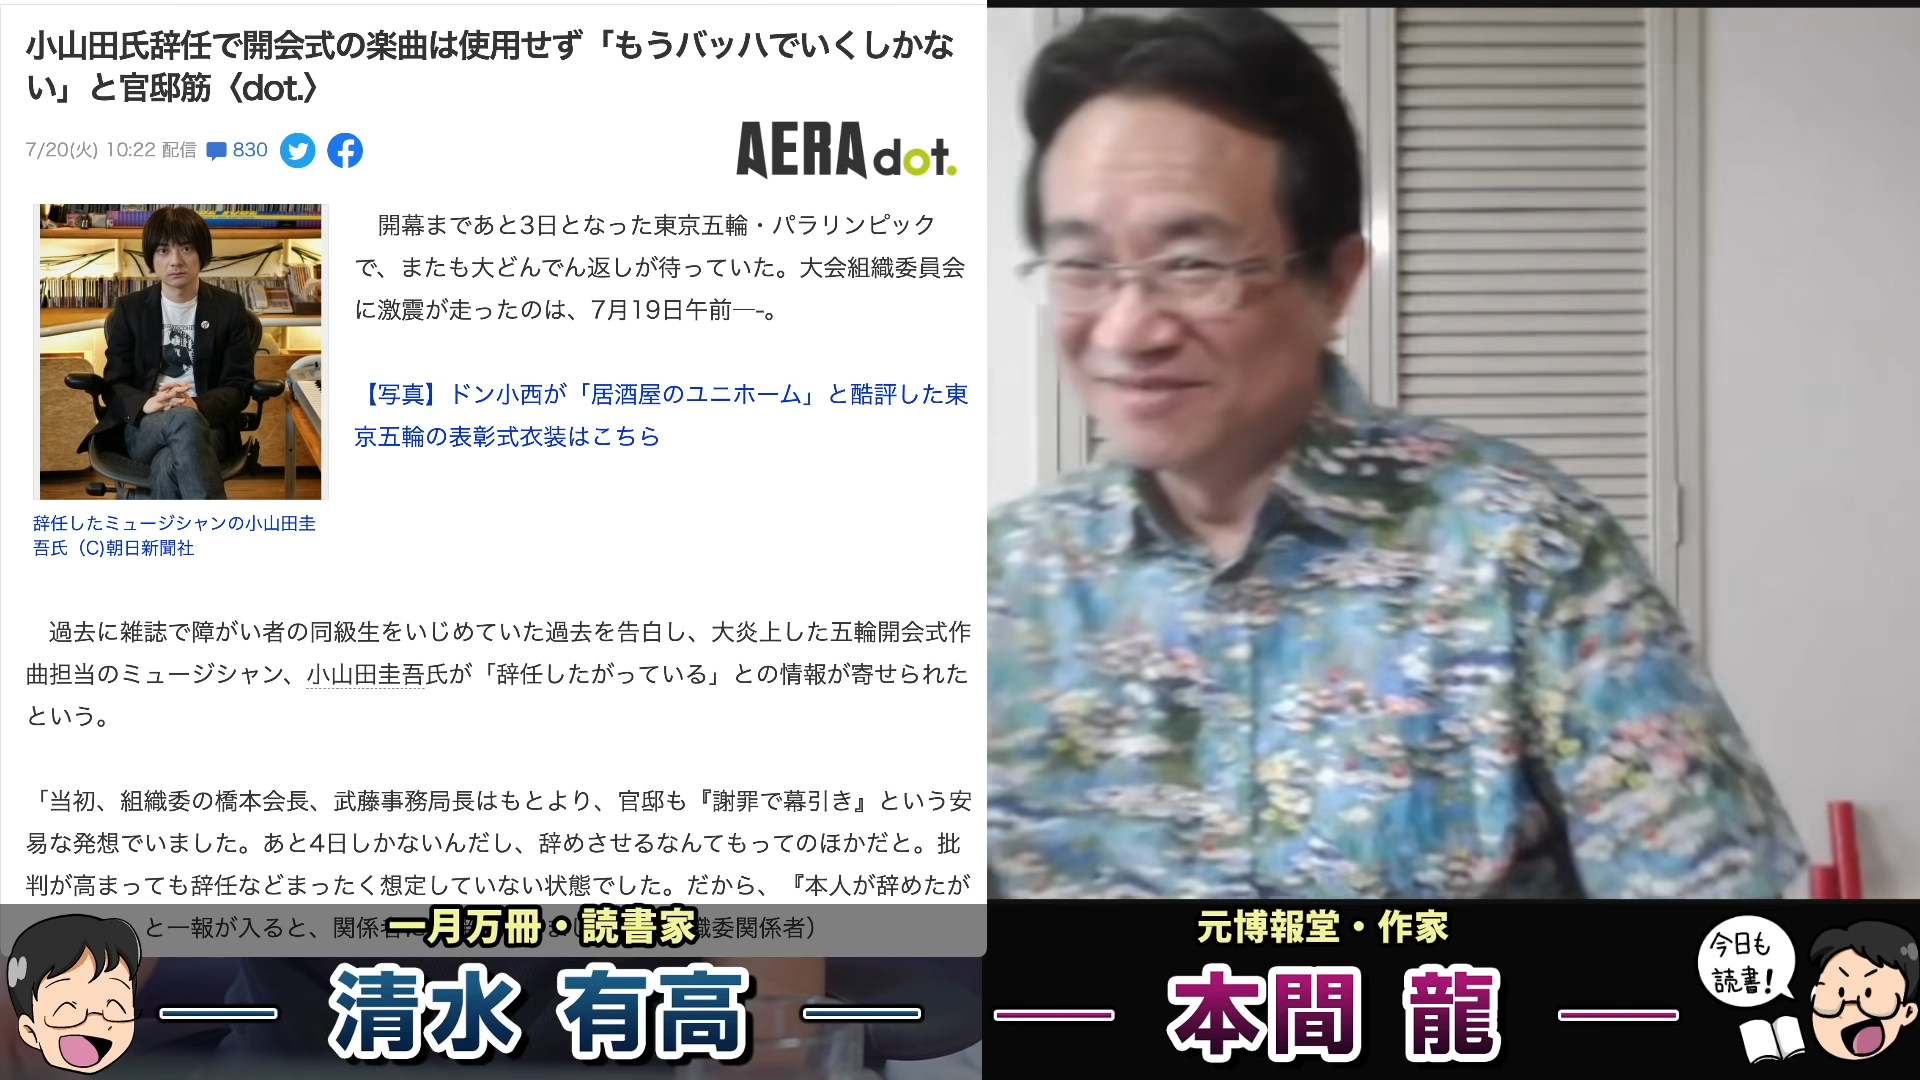 小山田氏辞任で開会式の楽曲は使用せず「もうバッハでいくしかな
い」と官邸筋〈dot.〉
7/20(火) 10:22 配信 830
AERA dot.
開幕まであと3日となった東京五輪・パラリンピック
で、またも大どんでん返しが待っていた。大会組織委員会
に激震が走ったのは、7月19日午前―-。
【写真】ドン小西が「居酒屋のユニホーム」と酷評した東
京五輪の表彰式衣装はこちら
辞任したミュージシャンの小山田圭
吾氏（C)朝日新聞社
過去に雑誌で障がい者の同級生をいじめていた過去を告白し、大炎上した五輪開会式作
曲担当のミュージシャン、小山田圭吾氏が「辞任したがっている」との情報が寄せられた
という。
「当初、組織委の橋本会長、武藤事務局長はもとより、官邸も『謝罪で幕引き』という安
易な発想でいました。あと4日しかないんだし、辞めさせるなんてもってのほかだと。批
判が高まっても辞任などまったく想定していない状態でした。だから、『本人が辞めたが
と一報が入ると、関係者 織委関係者）
一月万冊・読書家
清水 有高
元博報堂・作家
本間 龍
今日も
読書!